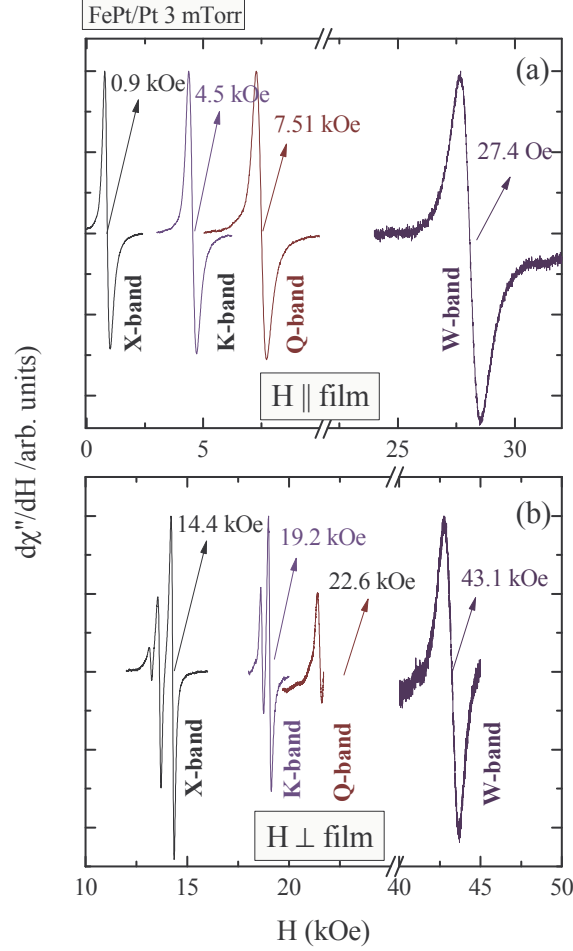 FePt/Pt 3 mTorr
(a)
0.9 kOe
4.5 kOe
7.51 kOe
27.4 Oe
X-band
K-band
Q-band
W-band
H || film
0 5 25 30
dχ"/dH /arb. units)
(b)
14.4 kOe
19.2 kOe
22.6 kOe
43.1 kOe
X-band
K-band
Q-band
W-band
H ⊥ film
10 15 20 40 45 50
H (kOe)